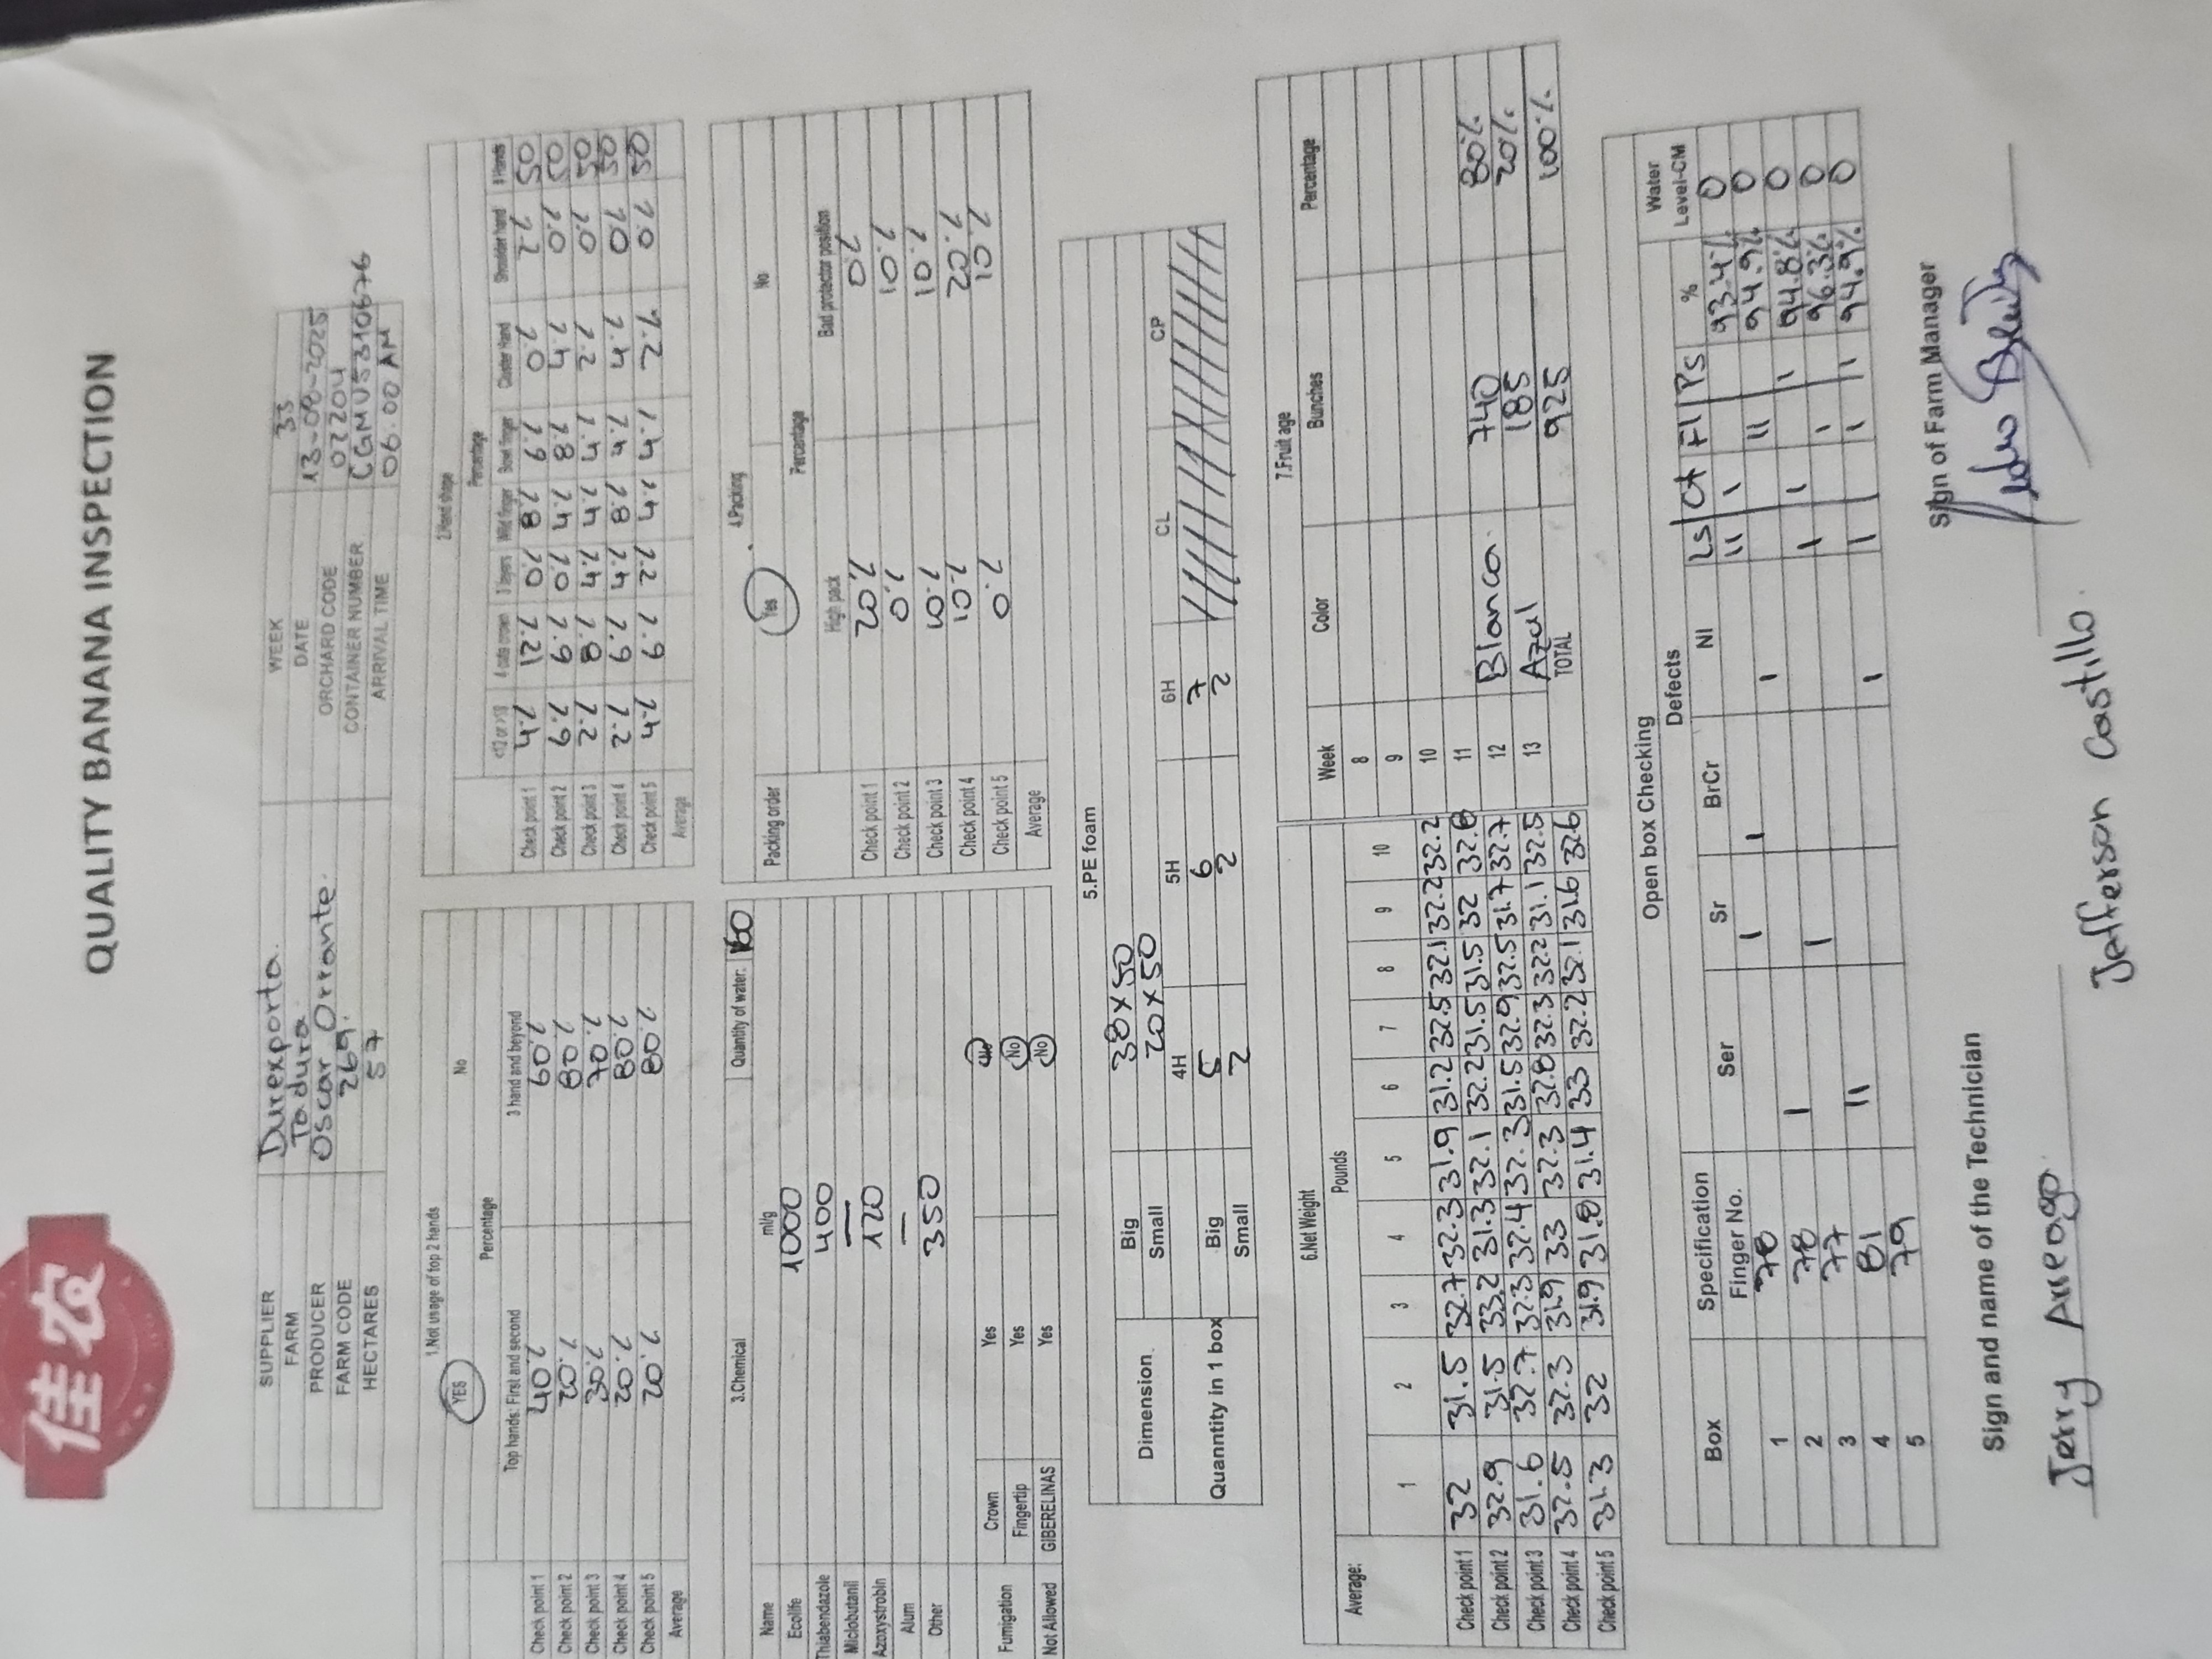 佳农
QUALITY BANANA INSPECTION
SUPPLIER Durexporta. WEEK 33
FARM Tadura DATE 13-08-2025
PRODUCER Oscar Orrante. ORCHARD CODE 02204
FARM CODE 269. CONTAINER NUMBER CGMU5310676
HECTARES 57 ARRIVAL TIME 06.00 AM
1.Not usage of top 2 hands
YES No
Percentage
Top hands: First and second 3 hand and beyond
Check point 1 40% 60%
Check point 2 20% 80%
Check point 3 30% 70%
Check point 4 20% 80%
Check point 5 20% 80%
Average
2.Hand shape
Percentage
<12 or >18 4 cuts crown 3 layers Wild finger Bowl finger Cluster Hand Shoulder hand # Hands
Check point 1 4% 12% 0% 8% 6% 0% 2% 50
Check point 2 6% 6% 0% 4% 8% 4% 0% 50
Check point 3 2% 8% 4% 4% 4% 2% 0% 50
Check point 4 2% 6% 4% 8% 4% 4% 0% 50
Check point 5 4% 6% 2% 4% 4% 2% 0% 50
Average
3.Chemical Quantity of water: 160
Name ml/g
Ecolife 1000
Thiabendazole 400
Miclobutanil —
Azoxystrobin 120
Alum —
Other 350
Fumigation Crown Yes No
Fingertip Yes No
Not Allowed GIBERELINAS Yes No
4.Packing
Packing order Yes No
Percentage
High pack Bad protector position
Check point 1 20% 0%
Check point 2 0% 10%
Check point 3 10% 10%
Check point 4 10% 20%
Check point 5 0% 10%
Average
5.PE foam
Dimension Big 38x50
Small 20x50
4H 5H 6H CL CP
Quanntity in 1 box Big 5 6 7
Small 2 2 2
6.Net Weight
Average: Pounds
1 2 3 4 5 6 7 8 9 10
Check point 1 32 31.5 32.7 32.3 31.9 31.2 32.5 32.1 32.2 32.2
Check point 2 32.9 31.5 33.2 31.3 32.1 32.2 31.5 31.5 32 32.8
Check point 3 31.6 32.7 32.3 32.4 32.3 31.5 32.9 32.5 31.7 32.7
Check point 4 32.5 32.3 31.9 33 32.3 32.8 32.3 32.2 31.1 32.5
Check point 5 31.3 32 31.9 31.8 31.4 33 32.2 32.1 31.6 32.6
7.Fruit age
Week Color Bunches Percentage
8
9
10
11
12 Blanca. 740 80%
13 Azul 185 20%.
TOTAL 925 100%
Open box Checking
Box Specification Defects Water
Finger No. Ser Sr BrCr NI Ls Ct Fl Ps % Level-CM
1 78 I I II I 93.4% 0
2 78 I I II 94.9% 0
3 77 I I I I 94.8% 0
4 81 II I 96.3% 0
5 79 I I I I 94.9% 0
Sign and name of the Technician Sign of Farm Manager
Jerry Arreago
Jefferson Castillo.